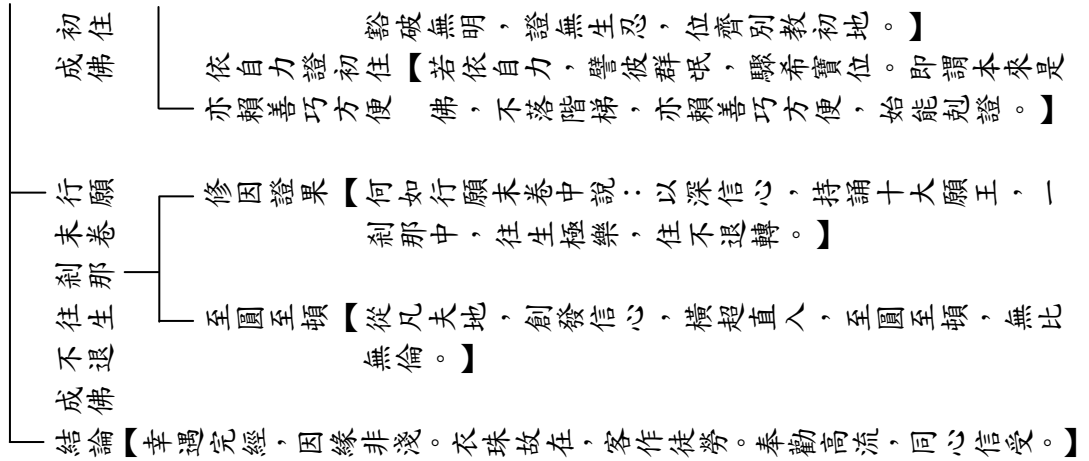 初住
成佛
豁破無明，證無生忍，位齊別教初地。】
依自力證初住【若依自力，譬彼群氓，驟希寶位。即謂本來是
亦賴善巧方便　佛，不落階梯，亦賴善巧方便，始能剋證。】
行願
末卷
剎那
往生
不退
成佛
修因證果【何如行願末卷中說：以深信心，持誦十大願王，一
剎那中，往生極樂，住不退轉。】
至圓至頓【從凡夫地，創發信心，橫超直入，至圓至頓，無比
無倫。】
結論【幸遇完經，因緣非淺。衣珠故在，客作徒勞。奉勸高流，同心信受。】